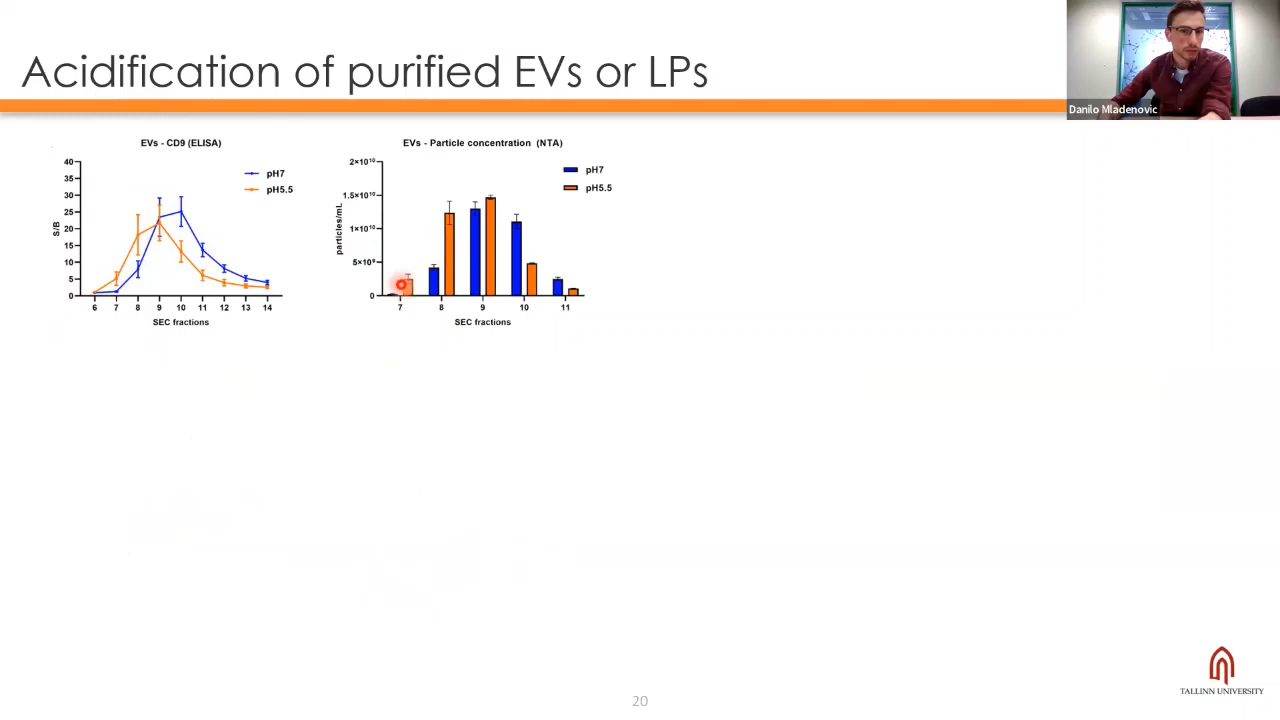 Acidification of purified EVs or LPs
Danilo Mladenovic
EVs - CD9 (ELISA)
40
35
30
25
20
15
10
5
0
S/B
pH7
pH5.5
6 7 8 9 10 11 12 13 14
SEC fractions
EVs - Particle concentration (NTA)
2×10¹⁰
1.5×10¹⁰
1×10¹⁰
5×10⁹
0
particles/mL
pH7
pH5.5
7 8 9 10 11
SEC fractions
20
TALLINN UNIVERSITY